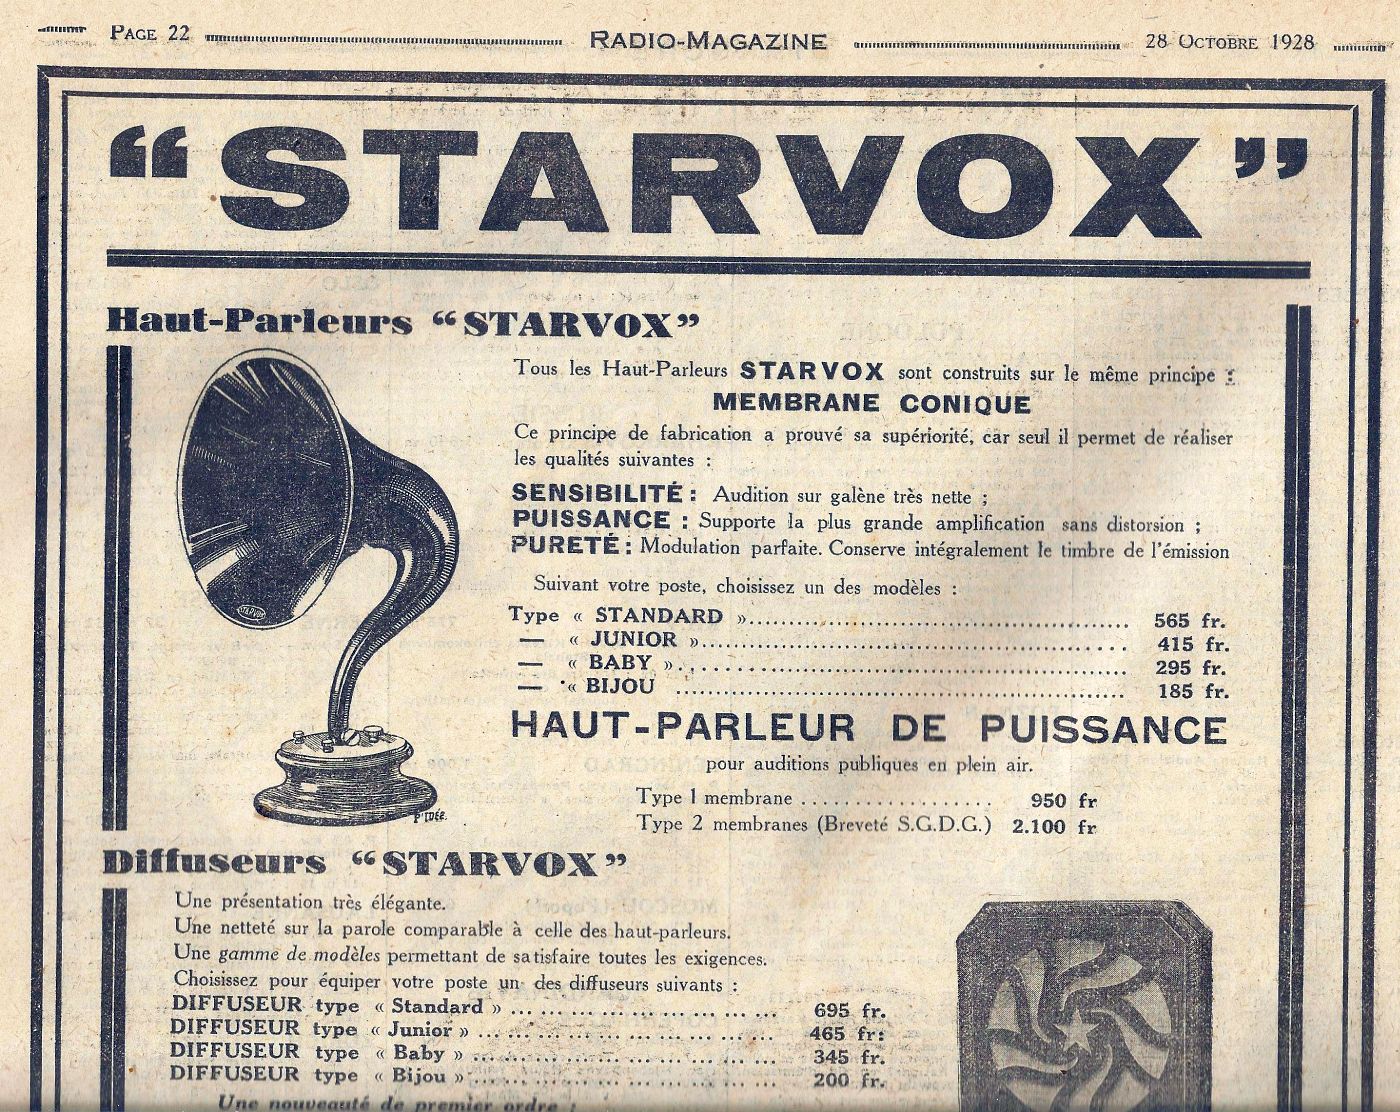 PAGE 22 RADIO-MAGAZINE 28 OCTOBRE 1928
“STARVOX”
Haut-Parleurs “STARVOX”
Tous les Haut-Parleurs STARVOX sont construits sur le même principe :
MEMBRANE CONIQUE
Ce principe de fabrication a prouvé sa supériorité, car seul il permet de réaliser
les qualités suivantes :
SENSIBILITÉ : Audition sur galène très nette ;
PUISSANCE : Supporte la plus grande amplification sans distorsion ;
PURETÉ : Modulation parfaite. Conserve intégralement le timbre de l'émission
Suivant votre poste, choisissez un des modèles :
Type « STANDARD »........................................ 565 fr.
— « JUNIOR »........................................ 415 fr.
— « BABY »........................................ 295 fr.
— « BIJOU ........................................ 185 fr.
HAUT-PARLEUR DE PUISSANCE
pour auditions publiques en plein air.
Type 1 membrane .................. 950 fr
Type 2 membranes (Breveté S.G.D.G.) 2.100 fr
STARVOX
Diffuseurs “STARVOX”
Une présentation très élégante.
Une netteté sur la parole comparable à celle des haut-parleurs.
Une gamme de modèles permettant de satisfaire toutes les exigences.
Choisissez pour équiper votre poste un des diffuseurs suivants :
DIFFUSEUR type « Standard » ... ... ... ... ... ... ... ... ... 695 fr.
DIFFUSEUR type « Junior » ... ... ... ... ... ... ... ... ... 465 fr:
DIFFUSEUR type « Baby » ... ... ... ... ... ... ... ... ... 345 fr.
DIFFUSEUR type « Bijou » ... ... ... ... ... ... ... ... ... 200 fr.
Une nouveauté de premier ordre :